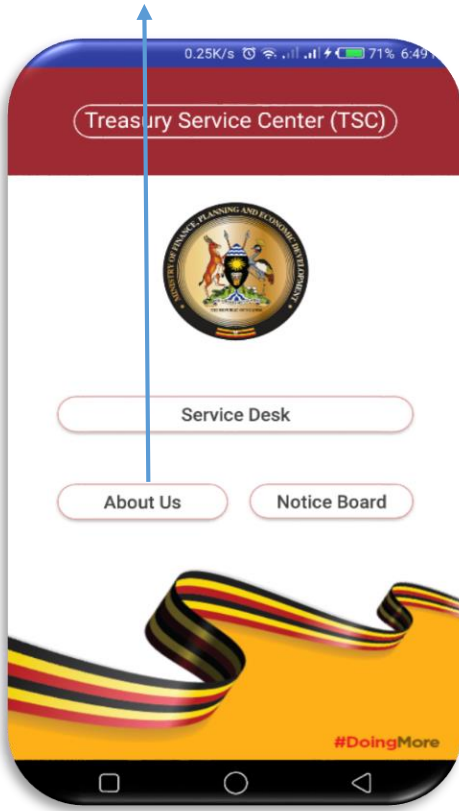 0.25K/s 71% 6:49
Treasury Service Center (TSC)
MINISTRY OF FINANCE, PLANNING AND ECONOMIC DEVELOPMENT
THE REPUBLIC OF UGANDA
Service Desk
About Us Notice Board
#DoingMore